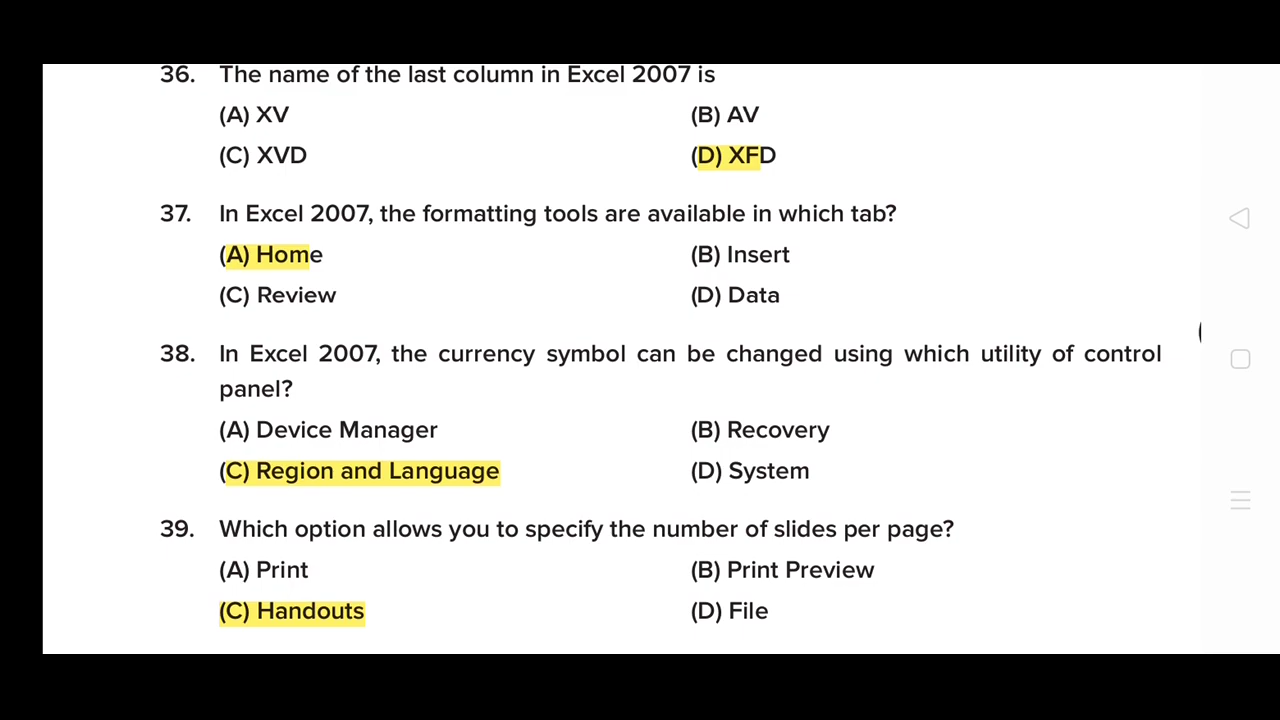 36. The name of the last column in Excel 2007 is
(A) XV (B) AV
(C) XVD (D) XFD
37. In Excel 2007, the formatting tools are available in which tab?
(A) Home (B) Insert
(C) Review (D) Data
38. In Excel 2007, the currency symbol can be changed using which utility of control
panel?
(A) Device Manager (B) Recovery
(C) Region and Language (D) System
39. Which option allows you to specify the number of slides per page?
(A) Print (B) Print Preview
(C) Handouts (D) File